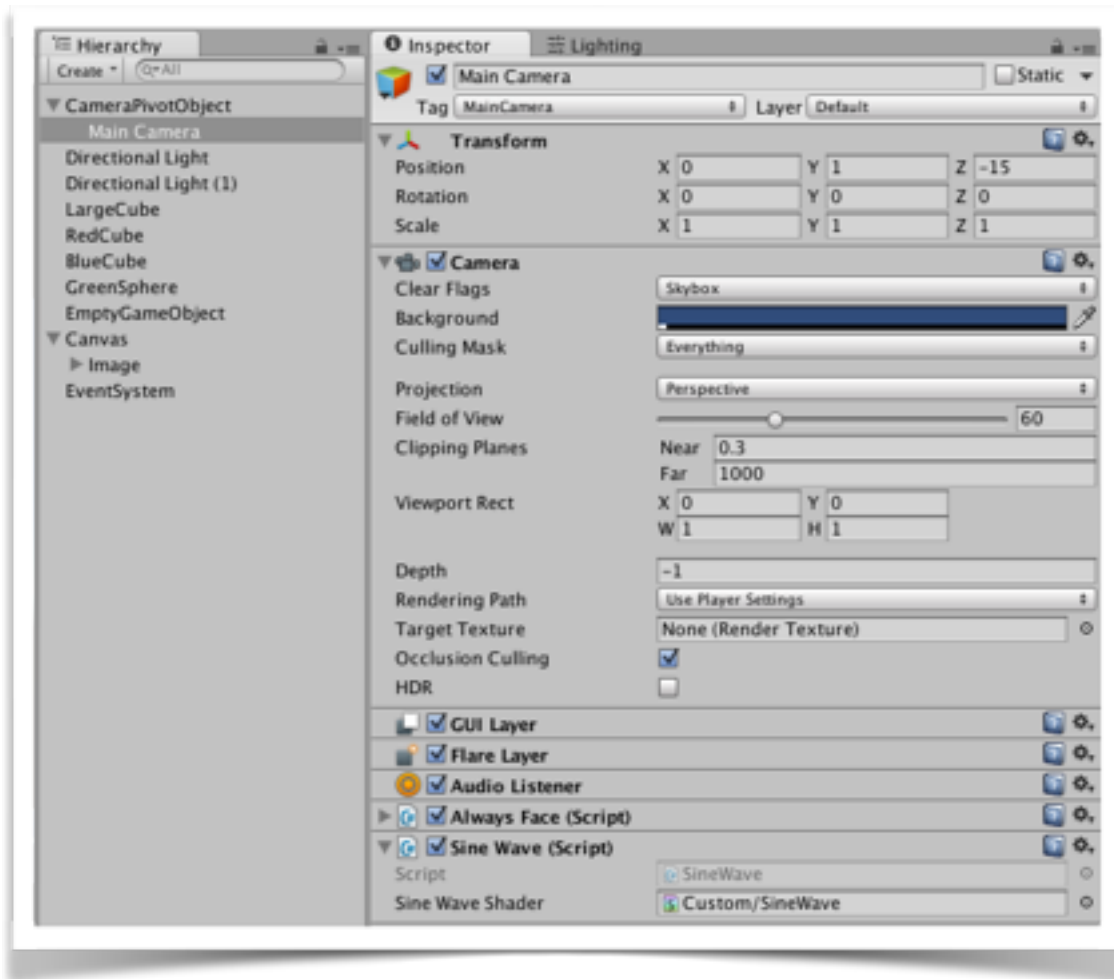 Hierarchy
Create All
CameraPivotObject
Main Camera
Directional Light
Directional Light (1)
LargeCube
RedCube
BlueCube
GreenSphere
EmptyGameObject
Canvas
Image
EventSystem
Inspector Lighting
Main Camera Static
Tag MainCamera Layer Default
Transform
Position X 0 Y 1 Z -15
Rotation X 0 Y 0 Z 0
Scale X 1 Y 1 Z 1
Camera
Clear Flags Skybox
Background
Culling Mask Everything
Projection Perspective
Field of View 60
Clipping Planes Near 0.3
Far 1000
Viewport Rect X 0 Y 0
W 1 H 1
Depth -1
Rendering Path Use Player Settings
Target Texture None (Render Texture)
Occlusion Culling
HDR
GUI Layer
Flare Layer
Audio Listener
Always Face (Script)
Sine Wave (Script)
Script SineWave
Sine Wave Shader Custom/SineWave